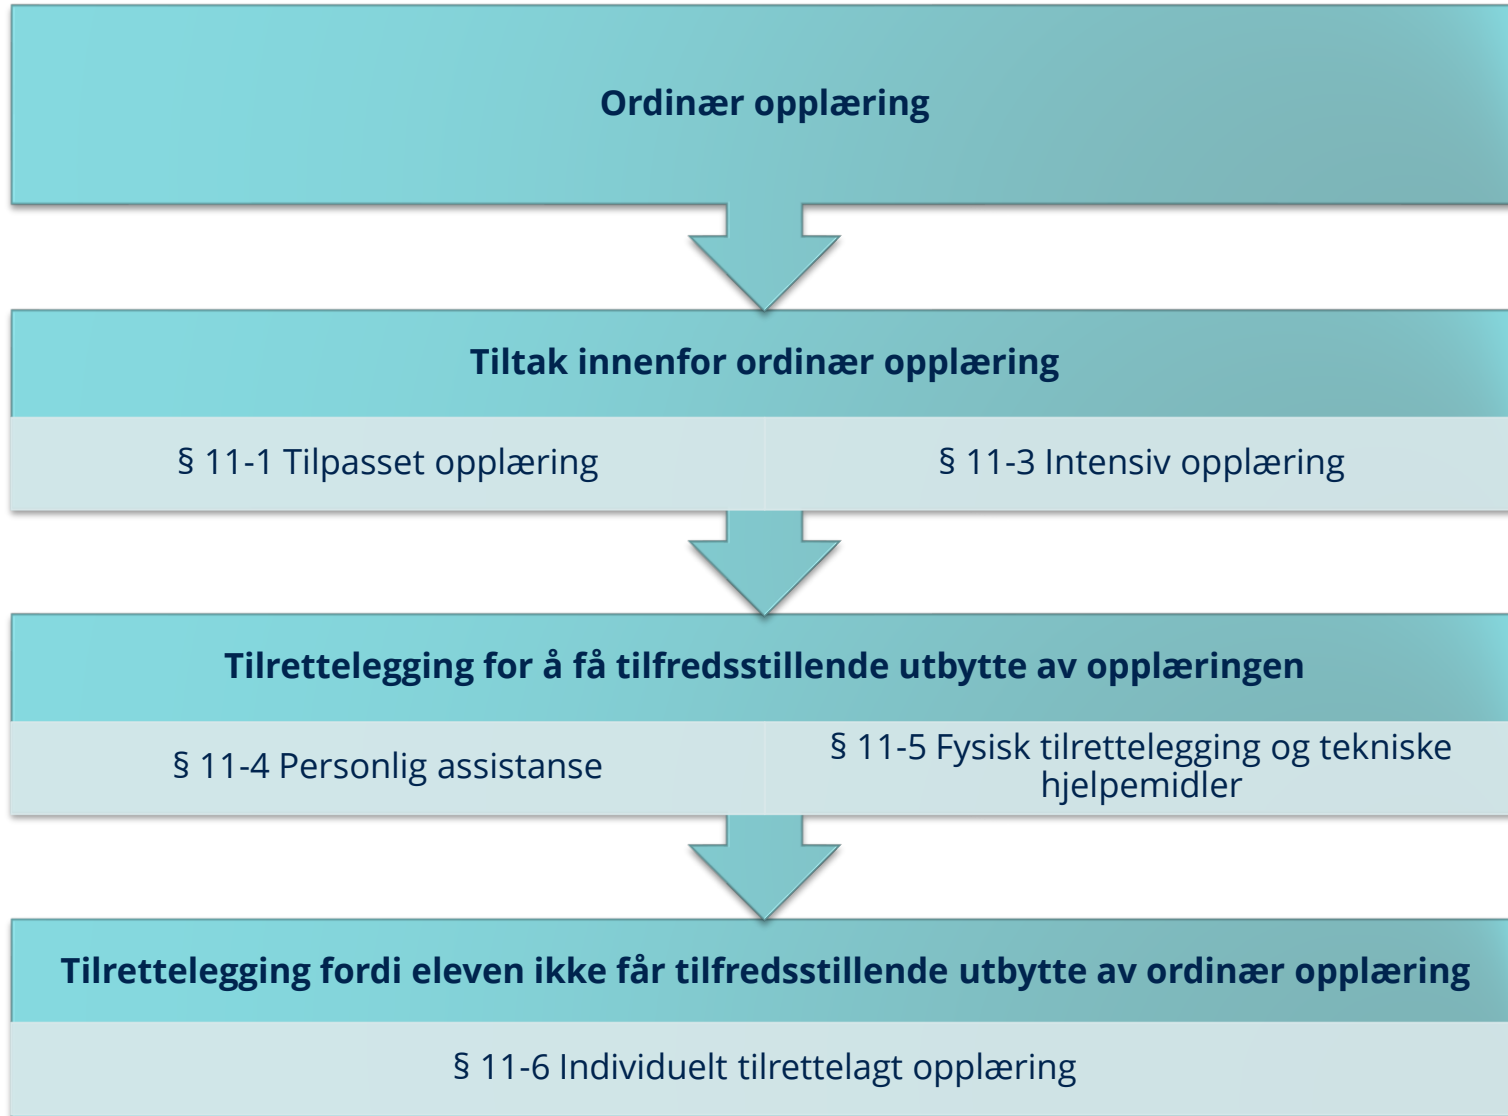 Ordinær opplæring
Tiltak innenfor ordinær opplæring
§ 11-1 Tilpasset opplæring
§ 11-3 Intensiv opplæring
Tilrettelegging for å få tilfredsstillende utbytte av opplæringen
§ 11-4 Personlig assistanse
§ 11-5 Fysisk tilrettelegging og tekniske
hjelpemidler
Tilrettelegging fordi eleven ikke får tilfredsstillende utbytte av ordinær opplæring
§ 11-6 Individuelt tilrettelagt opplæring